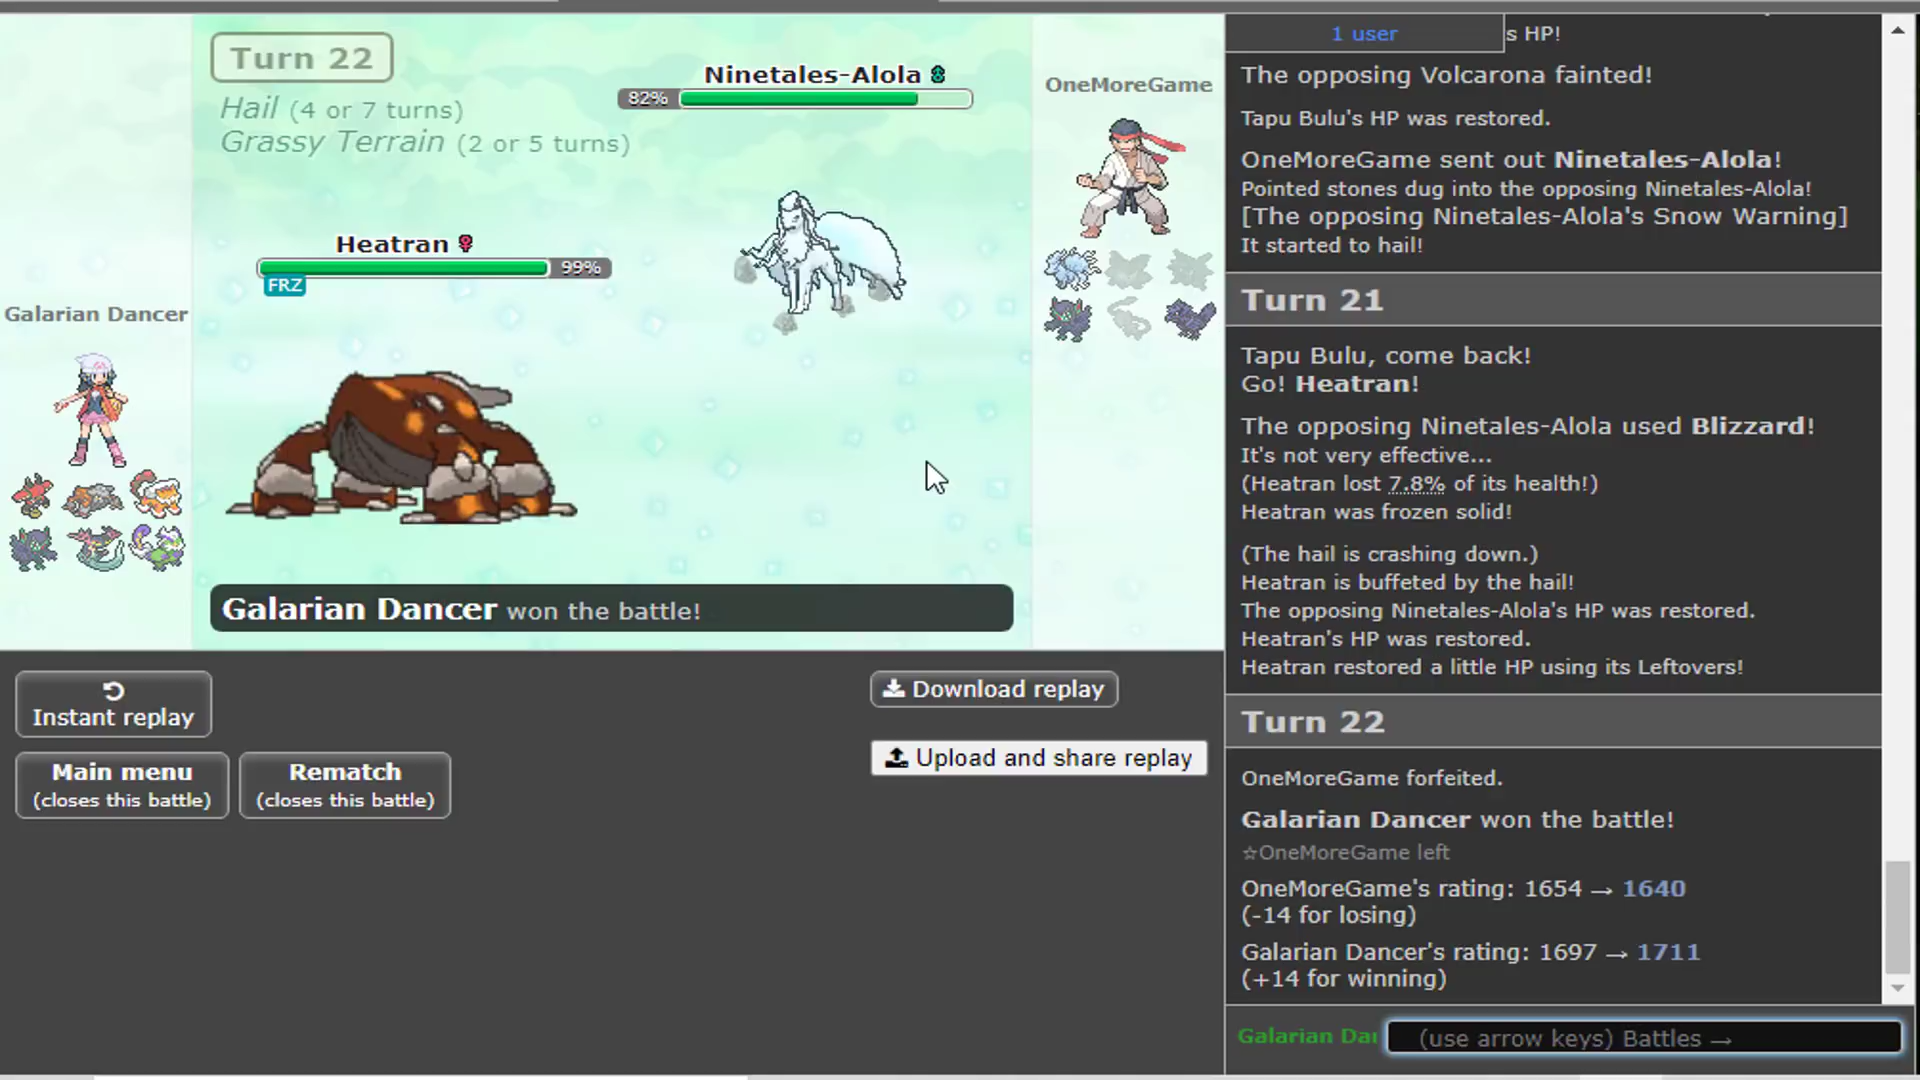 Turn 22
Hail (4 or 7 turns)
Grassy Terrain (2 or 5 turns)
Ninetales-Alola
82%
OneMoreGame
Heatran
99%
FRZ
Galarian Dancer
Galarian Dancer won the battle!
Instant replay
Download replay
Upload and share replay
Main menu
(closes this battle)
Rematch
(closes this battle)
1 user
s HP!
The opposing Volcarona fainted!
Tapu Bulu's HP was restored.
OneMoreGame sent out Ninetales-Alola!
Pointed stones dug into the opposing Ninetales-Alola!
[The opposing Ninetales-Alola's Snow Warning]
It started to hail!
Turn 21
Tapu Bulu, come back!
Go! Heatran!
The opposing Ninetales-Alola used Blizzard!
It's not very effective...
(Heatran lost 7.8% of its health!)
Heatran was frozen solid!
(The hail is crashing down.)
Heatran is buffeted by the hail!
The opposing Ninetales-Alola's HP was restored.
Heatran's HP was restored.
Heatran restored a little HP using its Leftovers!
Turn 22
OneMoreGame forfeited.
Galarian Dancer won the battle!
☆OneMoreGame left
OneMoreGame's rating: 1654 → 1640
(-14 for losing)
Galarian Dancer's rating: 1697 → 1711
(+14 for winning)
Galarian Dan
(use arrow keys) Battles →